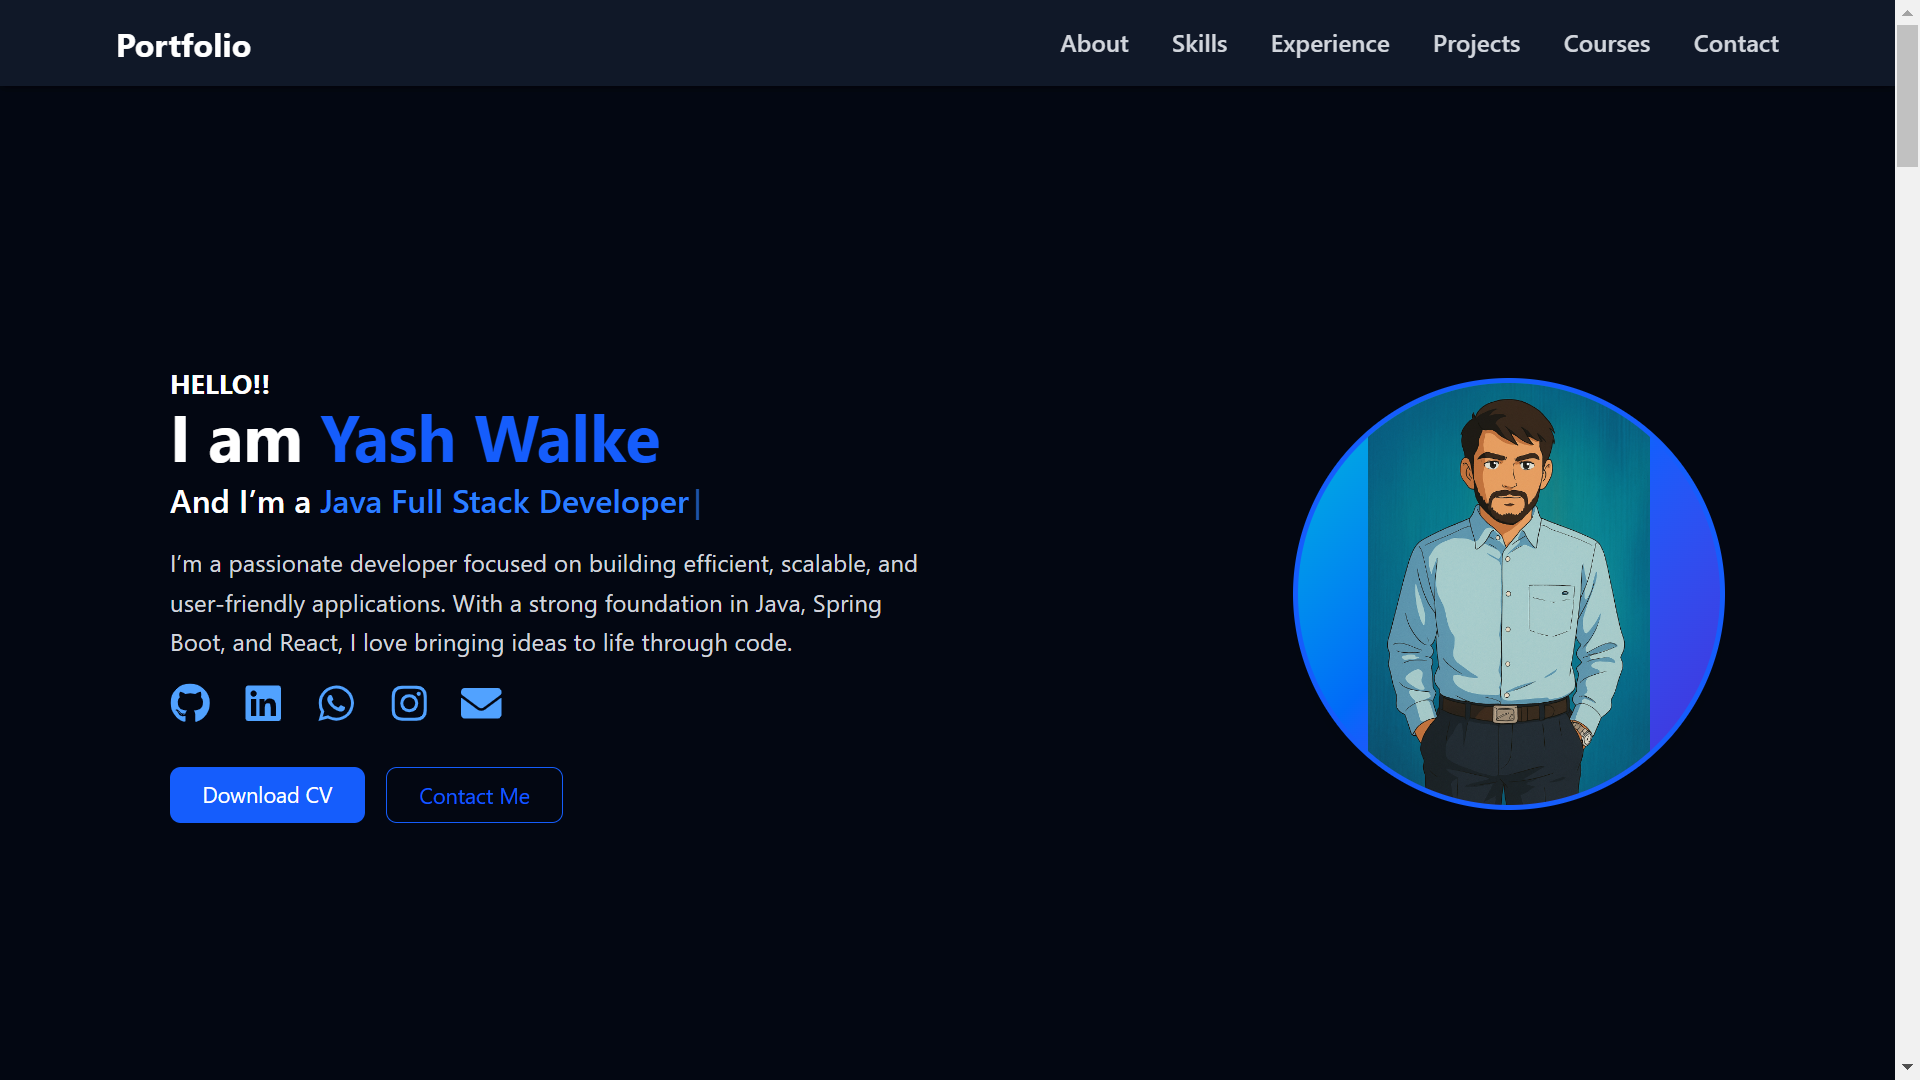 Portfolio
About Skills Experience Projects Courses Contact
HELLO!!
I am Yash Walke
And I’m a Java Full Stack Developer|
I’m a passionate developer focused on building efficient, scalable, and
user-friendly applications. With a strong foundation in Java, Spring
Boot, and React, I love bringing ideas to life through code.
Download CV
Contact Me